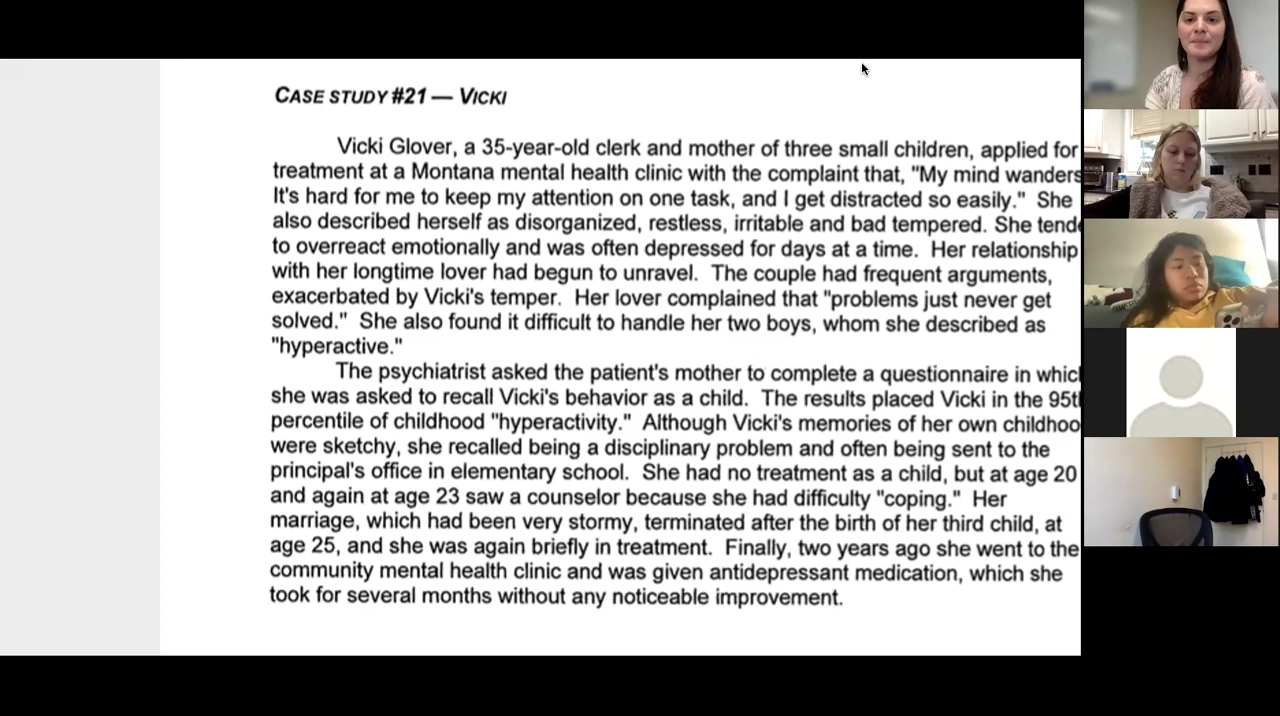 CASE STUDY #21 — VICKI
Vicki Glover, a 35-year-old clerk and mother of three small children, applied for
treatment at a Montana mental health clinic with the complaint that, "My mind wanders
It's hard for me to keep my attention on one task, and I get distracted so easily." She
also described herself as disorganized, restless, irritable and bad tempered. She tende
to overreact emotionally and was often depressed for days at a time. Her relationship
with her longtime lover had begun to unravel. The couple had frequent arguments,
exacerbated by Vicki's temper. Her lover complained that "problems just never get
solved." She also found it difficult to handle her two boys, whom she described as
"hyperactive."
The psychiatrist asked the patient's mother to complete a questionnaire in which
she was asked to recall Vicki's behavior as a child. The results placed Vicki in the 95th
percentile of childhood "hyperactivity." Although Vicki's memories of her own childhoo
were sketchy, she recalled being a disciplinary problem and often being sent to the
principal's office in elementary school. She had no treatment as a child, but at age 20
and again at age 23 saw a counselor because she had difficulty "coping." Her
marriage, which had been very stormy, terminated after the birth of her third child, at
age 25, and she was again briefly in treatment. Finally, two years ago she went to the
community mental health clinic and was given antidepressant medication, which she
took for several months without any noticeable improvement.